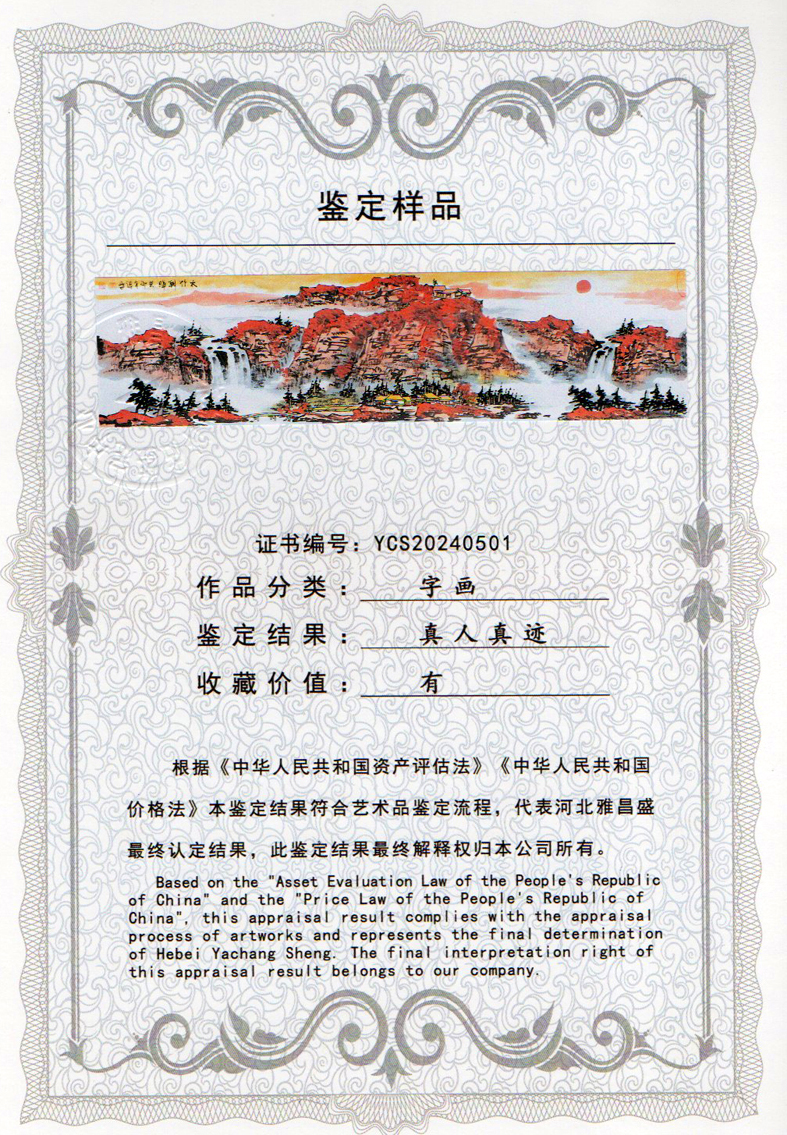 鉴定样品
证书编号：YCS20240501
作品分类：字画
鉴定结果：真人真迹
收藏价值：有
根据《中华人民共和国资产评估法》《中华人民共和国
价格法》本鉴定结果符合艺术品鉴定流程，代表河北雅昌盛
最终认定结果，此鉴定结果最终解释权归本公司所有。
Based on the "Asset Evaluation Law of the People's Republic
of China" and the "Price Law of the People's Republic of
China", this appraisal result complies with the appraisal
process of artworks and represents the final determination
of Hebei Yachang Sheng. The final interpretation right of
this appraisal result belongs to our company.